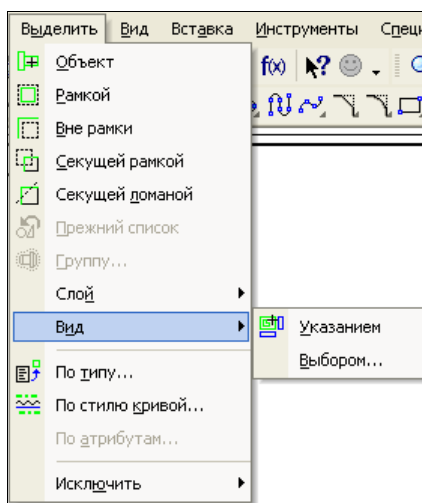 Выделить Вид Вставка Инструменты Спец
Объект
f(x) ?
Рамкой
Вне рамки
Секущей рамкой
Секущей ломаной
Прежний список
Группу...
Слой
Вид
Указанием
Выбором...
По типу...
По стилю кривой...
По атрибутам...
Исключить